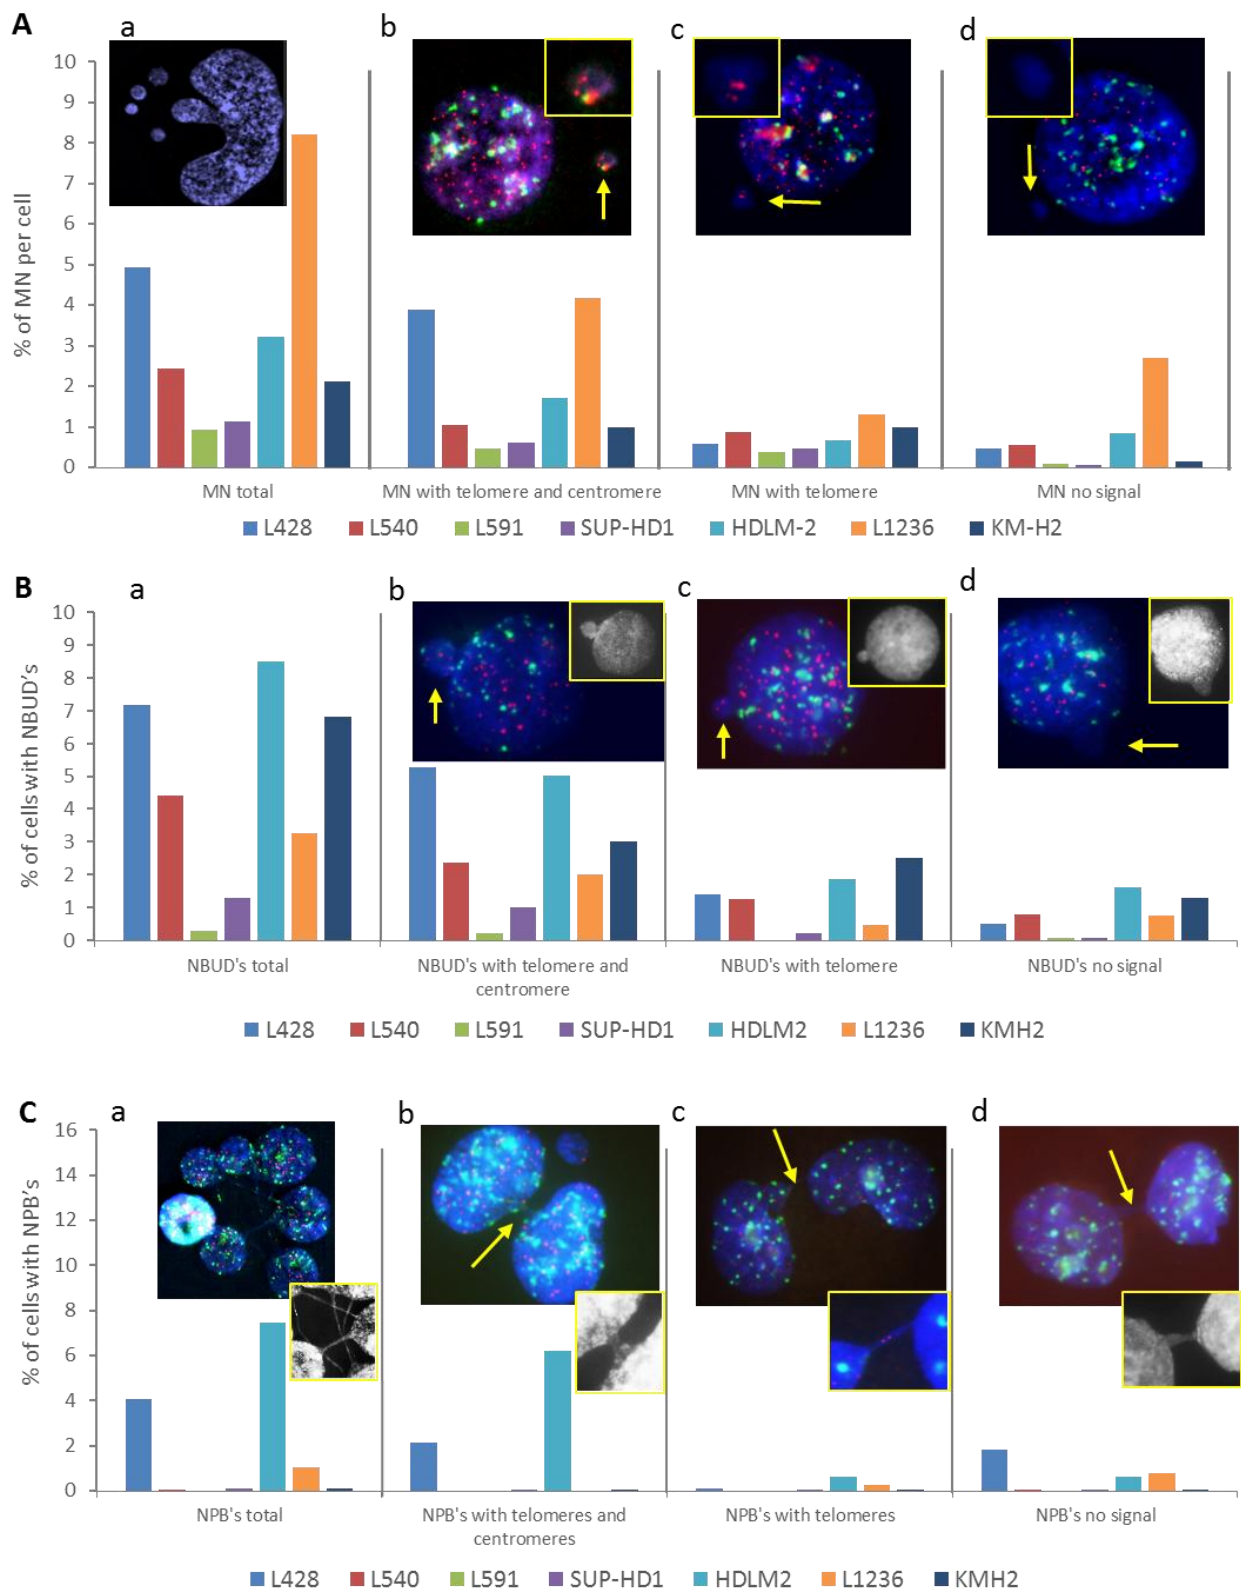 A
a
b
c
d
% of MN per cell
10
9
8
7
6
5
4
3
2
1
0
MN total
MN with telomere and centromere
MN with telomere
MN no signal
L428 L540 L591 SUP-HD1 HDLM-2 L1236 KM-H2
B
a
b
c
d
% of cells with NBUD's
10
9
8
7
6
5
4
3
2
1
0
NBUD's total
NBUD's with telomere and
centromere
NBUD's with telomere
NBUD's no signal
L428 L540 L591 SUP-HD1 HDLM2 L1236 KMH2
C
a
b
c
d
% of cells with NPB's
16
14
12
10
8
6
4
2
0
NPB's total
NPB's with telomeres and
centromeres
NPB's with telomeres
NPB's no signal
L428 L540 L591 SUP-HD1 HDLM2 L1236 KMH2